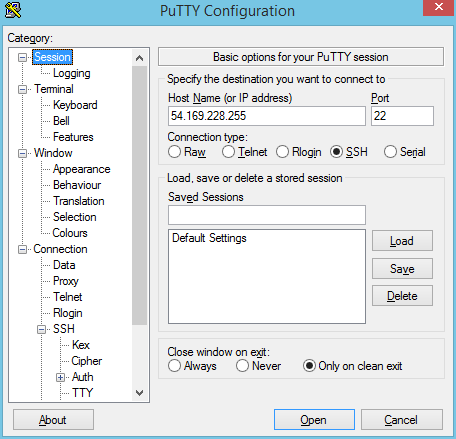 PuTTY Configuration
Category:
Session
Logging
Terminal
Keyboard
Bell
Features
Window
Appearance
Behaviour
Translation
Selection
Colours
Connection
Data
Proxy
Telnet
Rlogin
SSH
Kex
Cipher
Auth
TTY
Basic options for your PuTTY session
Specify the destination you want to connect to
Host Name (or IP address) Port
54.169.228.255 22
Connection type:
Raw Telnet Rlogin SSH Serial
Load, save or delete a stored session
Saved Sessions
Default Settings
Load
Save
Delete
Close window on exit:
Always Never Only on clean exit
About Open Cancel